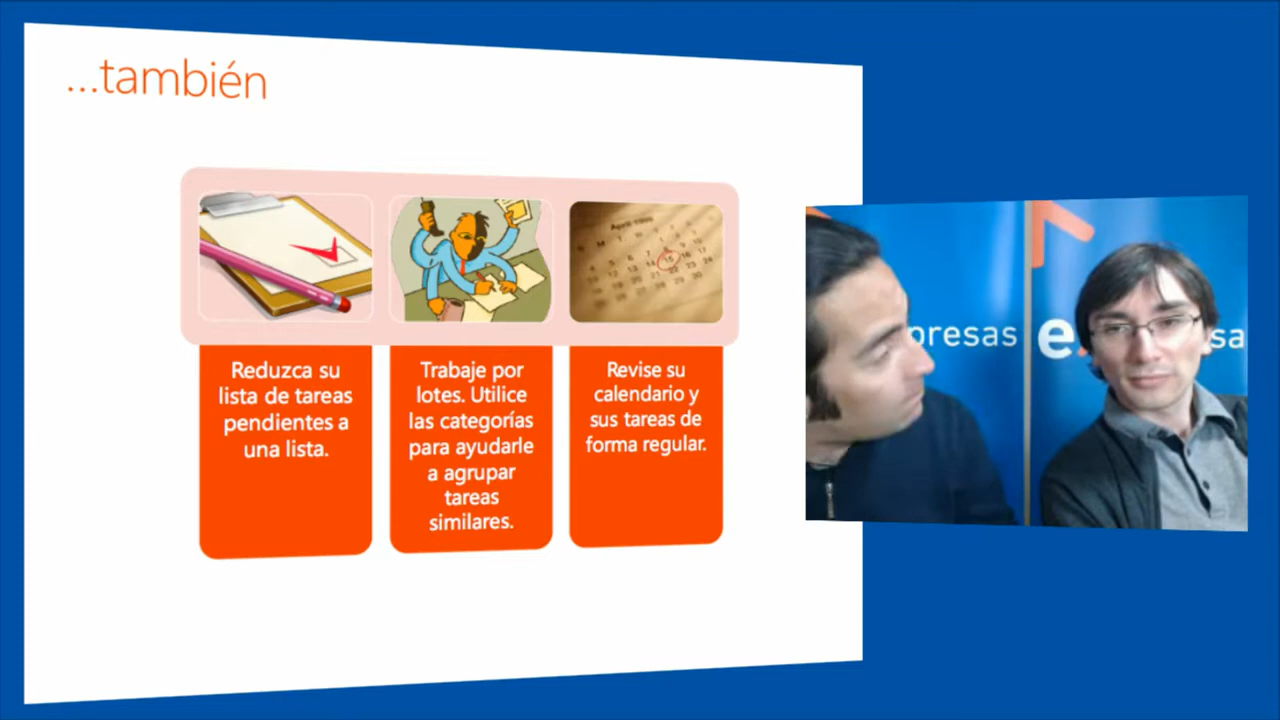 ...también
Reduzca su
lista de tareas
pendientes a
una lista.
Trabaje por
lotes. Utilice
las categorías
para ayudarle
a agrupar
tareas
similares.
Revise su
calendario y
sus tareas de
forma regular.
presas
e
sa